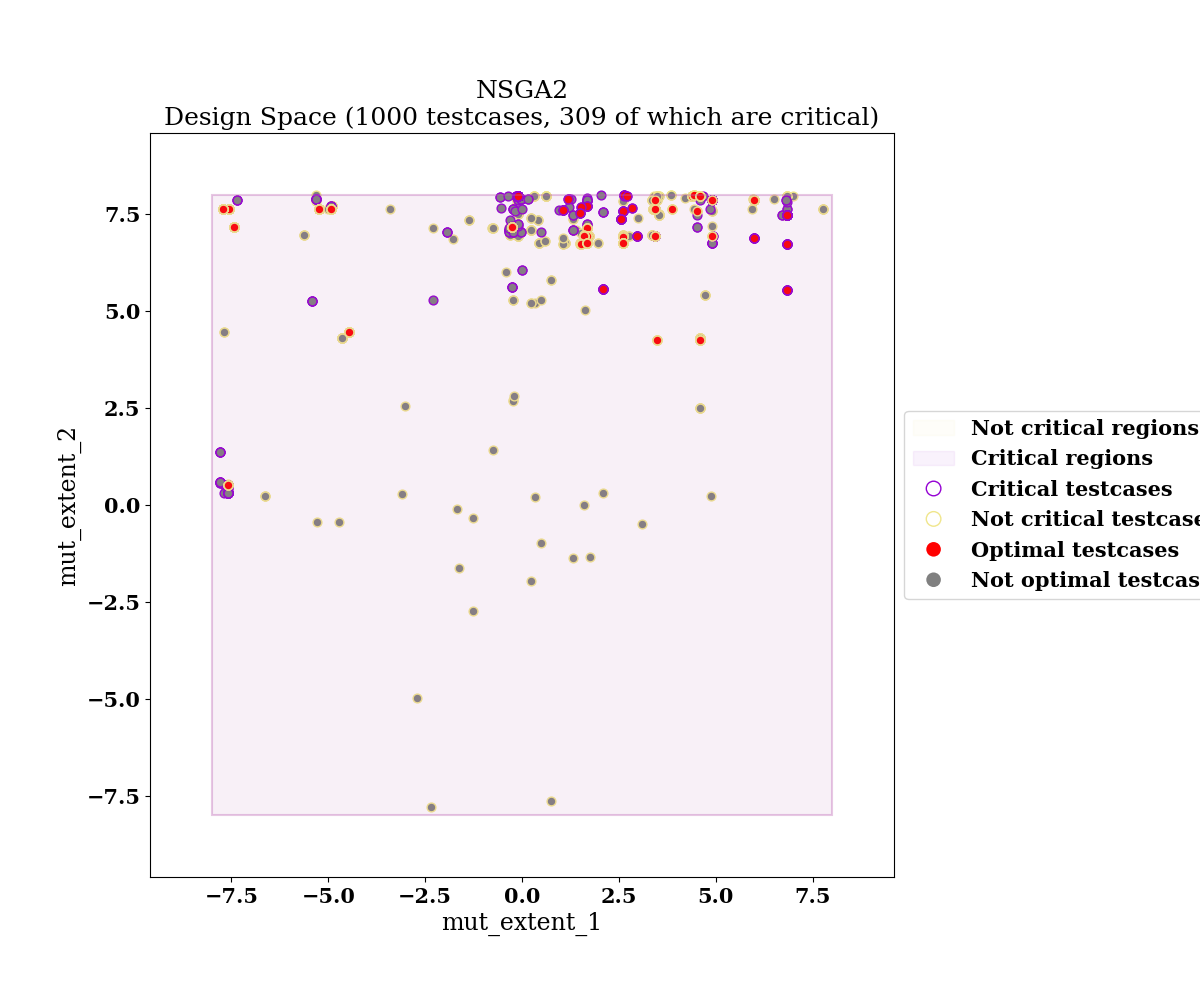 NSGA2
Design Space (1000 testcases, 309 of which are critical)
7.5
5.0
2.5
0.0
−2.5
−5.0
−7.5
mut_extent_2
−7.5
−5.0
−2.5
0.0
2.5
5.0
7.5
mut_extent_1
Not critical regions
Critical regions
Critical testcases
Not critical testcase
Optimal testcases
Not optimal testcas